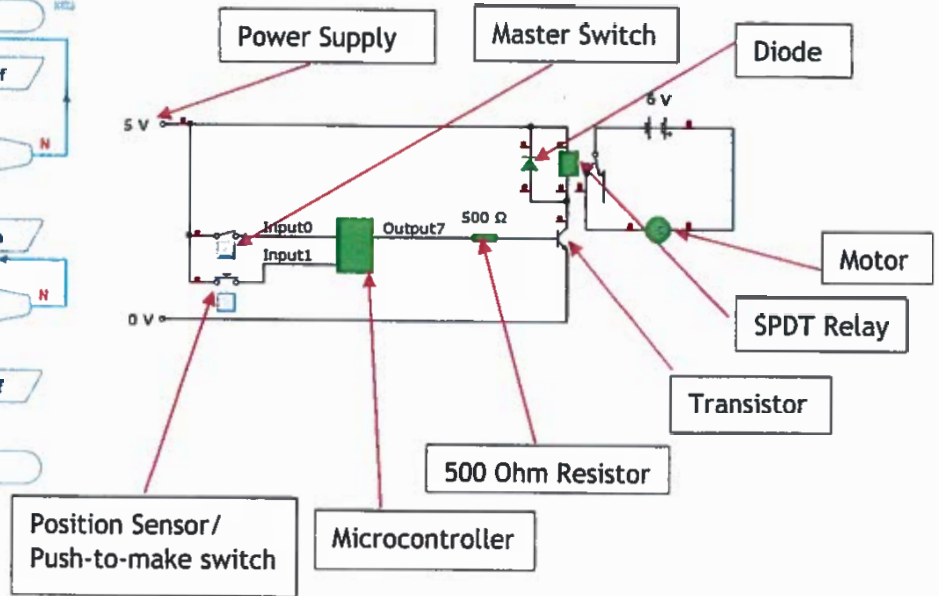 Power Supply
Master Switch
Diode
6 V
5 V
f
N
Input0
Output7
500 Ω
Input1
Motor
N
0 V
SPDT Relay
Transistor
500 Ohm Resistor
Position Sensor/
Push-to-make switch
Microcontroller